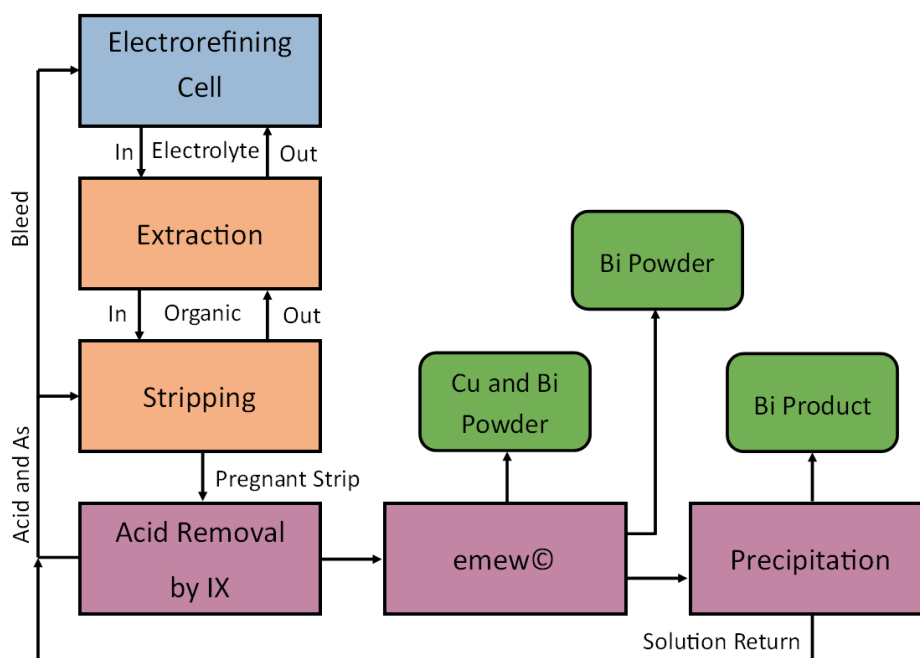 Electrorefining
Cell
In
Electrolyte
Out
Bleed
Extraction
In
Organic
Out
Stripping
Acid and As
Pregnant Strip
Acid Removal
by IX
emew©
Cu and Bi
Powder
Bi Powder
Bi Product
Precipitation
Solution Return